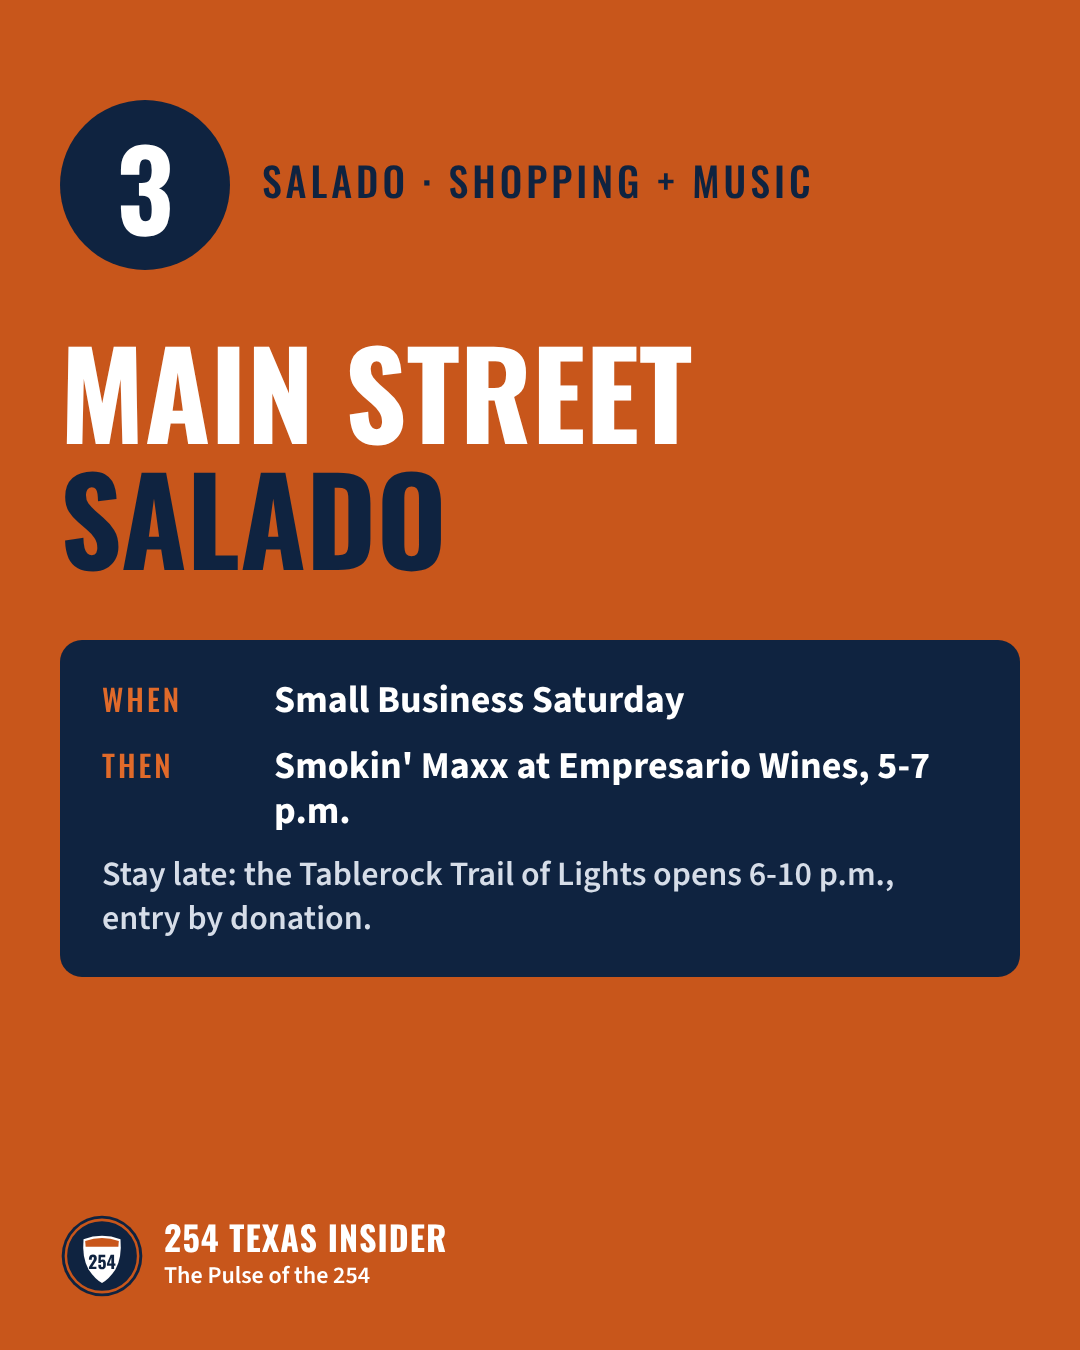 3
SALADO · SHOPPING + MUSIC
MAIN STREET
SALADO
WHEN Small Business Saturday
THEN Smokin' Maxx at Empresario Wines, 5-7
p.m.
Stay late: the Tablerock Trail of Lights opens 6-10 p.m.,
entry by donation.
254
254 TEXAS INSIDER
The Pulse of the 254